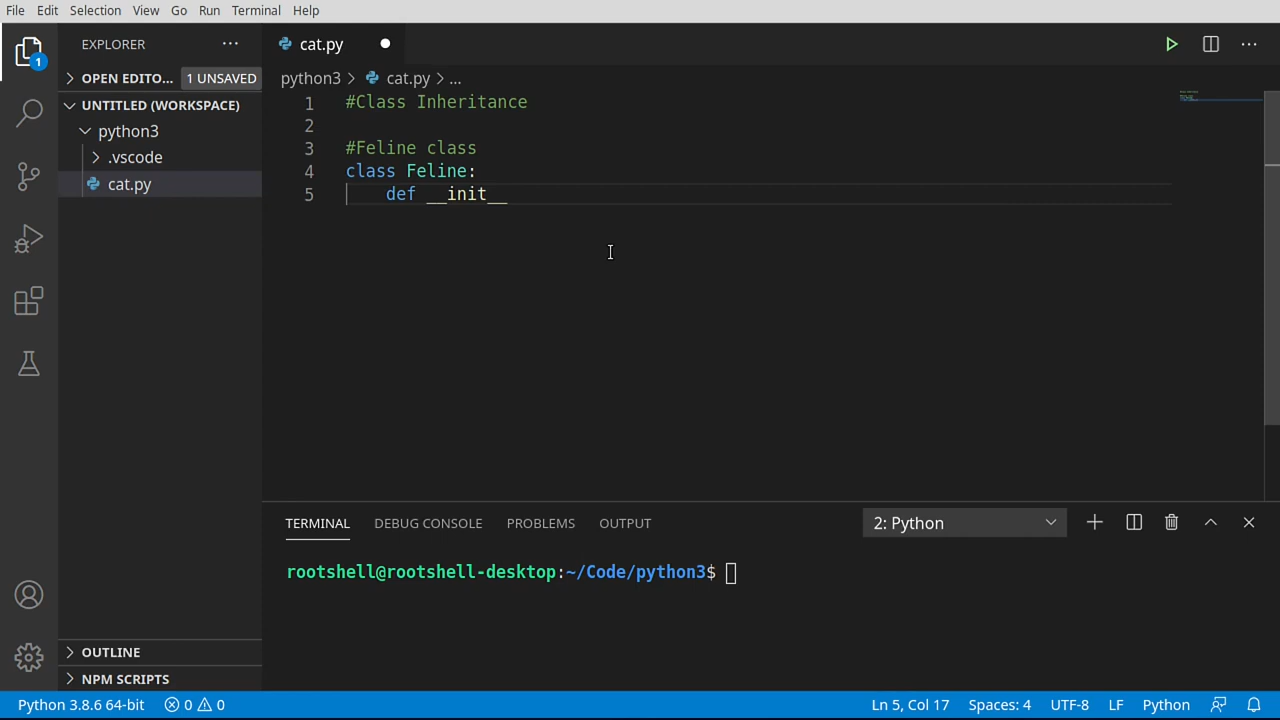 File Edit Selection View Go Run Terminal Help
EXPLORER
cat.py
OPEN EDITO... 1 UNSAVED
python3 cat.py ...
UNTITLED (WORKSPACE)
python3
.vscode
cat.py
1
1 #Class Inheritance
2
3 #Feline class
4 class Feline:
5 def __init__
TERMINAL DEBUG CONSOLE PROBLEMS OUTPUT 2: Python
rootshell@rootshell-desktop:~/Code/python3$
OUTLINE
NPM SCRIPTS
Python 3.8.6 64-bit 0 0 Ln 5, Col 17 Spaces: 4 UTF-8 LF Python